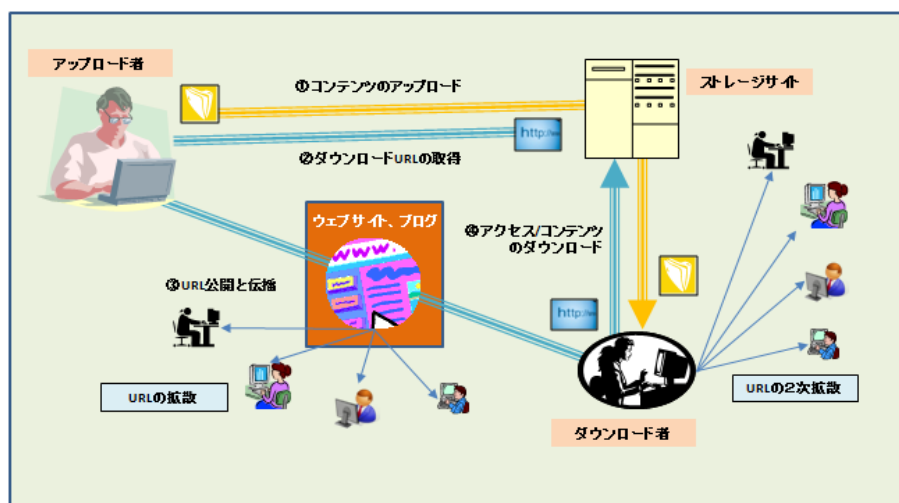 アップロード者
①コンテンツのアップロード
ストレージサイト
http://ww
②ダウンロードURLの取得
ウェブサイト、ブログ
www.
④アクセス/コンテンツ
のダウンロード
③URL公開と伝播
http://ww
URLの拡散
URLの2次拡散
ダウンロード者